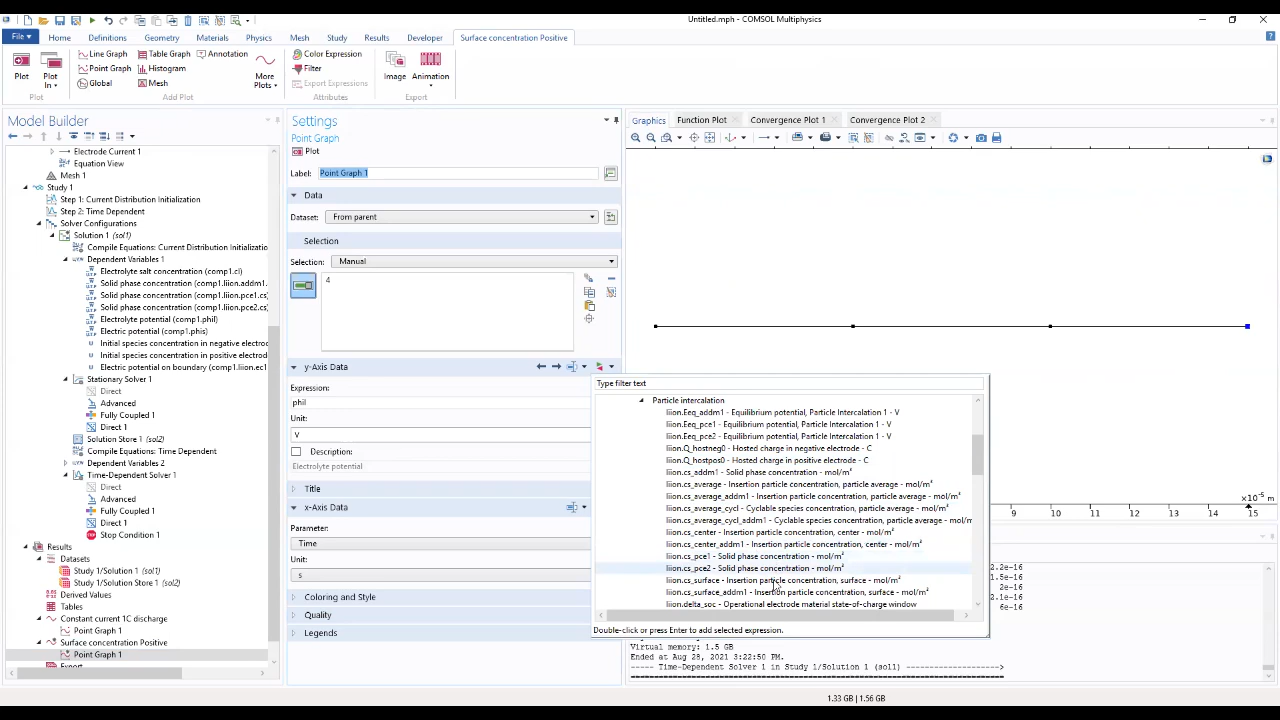 Untitled.mph - COMSOL Multiphysics
File
Home
Definitions
Geometry
Materials
Physics
Mesh
Study
Results
Developer
Surface concentration Positive
Plot
Plot
In
Line Graph
Point Graph
Global
Table Graph
Histogram
Mesh
Annotation
More
Plots
Color Expression
Filter
Export Expressions
Image
Animation
Plot
Add Plot
Attributes
Export
Model Builder
Electrode Current 1
Equation View
Mesh 1
Study 1
Step 1: Current Distribution Initialization
Step 2: Time Dependent
Solver Configurations
Solution 1 (sol1)
Compile Equations: Current Distribution Initializatio
Dependent Variables 1
Electrolyte salt concentration (comp1.cl)
Solid phase concentration (comp1.liion.addm1.
Solid phase concentration (comp1.liion.pce1.cs)
Solid phase concentration (comp1.liion.pce2.cs)
Electrolyte potential (comp1.phil)
Electric potential (comp1.phis)
Initial species concentration in negative electrod
Initial species concentration in positive electrod
Electric potential on boundary (comp1.liion.ec1
Stationary Solver 1
Direct
Advanced
Fully Coupled 1
Direct 1
Solution Store 1 (sol2)
Compile Equations: Time Dependent
Dependent Variables 2
Time-Dependent Solver 1
Direct
Advanced
Fully Coupled 1
Direct 1
Stop Condition 1
Results
Datasets
Study 1/Solution 1 (sol1)
Study 1/Solution Store 1 (sol2)
Derived Values
Tables
Constant current 1C discharge
Point Graph 1
Surface concentration Positive
Point Graph 1
Export
Settings
Point Graph
Plot
Label:
Point Graph 1
Data
Dataset:
From parent
Selection
Selection:
Manual
4
y-Axis Data
Expression:
phil
Unit:
V
Description:
Electrolyte potential
Title
x-Axis Data
Parameter:
Time
Unit:
s
Coloring and Style
Quality
Legends
Graphics
Function Plot
Convergence Plot 1
Convergence Plot 2
×10-5
m
9
10
11
12
13
14
15
Type filter text
Particle intercalation
liion.Eeq_addm1 - Equilibrium potential, Particle Intercalation 1 - V
liion.Eeq_pce1 - Equilibrium potential, Particle Intercalation 1 - V
liion.Eeq_pce2 - Equilibrium potential, Particle Intercalation 1 - V
liion.Q_hostneg0 - Hosted charge in negative electrode - C
liion.Q_hostpos0 - Hosted charge in positive electrode - C
liion.cs_addm1 - Solid phase concentration - mol/m³
liion.cs_average - Insertion particle concentration, particle average - mol/m³
liion.cs_average_addm1 - Insertion particle concentration, particle average - mol/m³
liion.cs_average_cycl - Cyclable species concentration, particle average - mol/m³
liion.cs_average_cycl_addm1 - Cyclable species concentration, particle average - mol/m
liion.cs_center - Insertion particle concentration, center - mol/m³
liion.cs_center_addm1 - Insertion particle concentration, center - mol/m³
liion.cs_pce1 - Solid phase concentration - mol/m³
liion.cs_pce2 - Solid phase concentration - mol/m³
liion.cs_surface - Insertion particle concentration, surface - mol/m³
liion.cs_surface_addm1 - Insertion particle concentration, surface - mol/m³
liion.delta_soc - Operational electrode material state-of-charge window
Double-click or press Enter to add selected expression.
2.2e-16
1.5e-16
2e-16
2.1e-16
6e-16
Virtual memory: 1.5 GB
Ended at Aug 28, 2021 3:22:50 PM.
----- Time-Dependent Solver 1 in Study 1/Solution 1 (sol1) -------------------->
1.33 GB | 1.56 GB